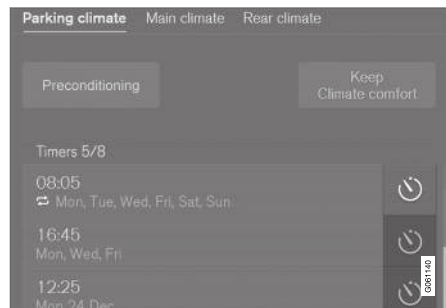 Parking climate Main climate Rear climate
Preconditioning
Keep
Climate comfort
Timers 5/8
08:05
Mon, Tue, Wed, Fri, Sat, Sun
16:45
Mon, Wed, Fri
12:25
Mon 24 Dec
G061140